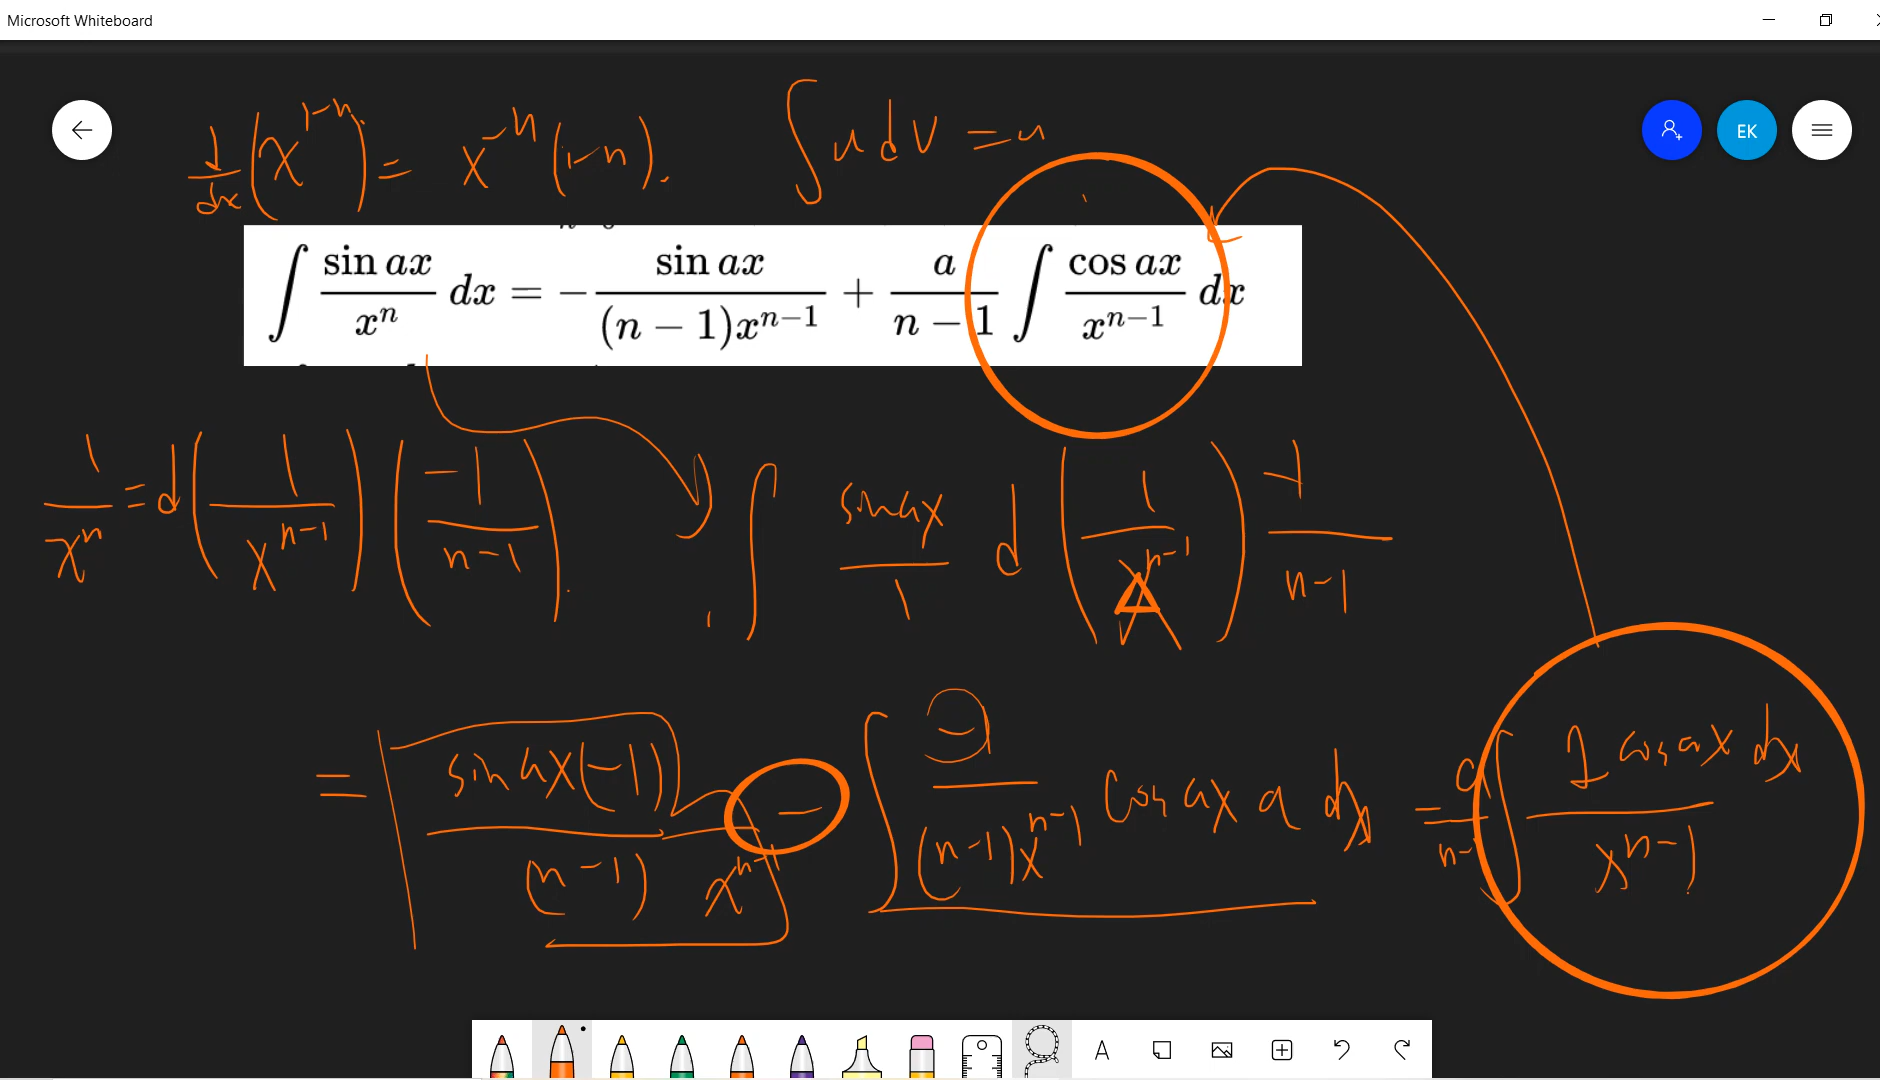 Microsoft Whiteboard
d/dx (x^{1-n}) = x^{-n} (1-n). ∫ u dv = u
EK
∫ sin ax / x^n dx = - sin ax / (n - 1)x^{n-1} + a / n - 1 ∫ cos ax / x^{n-1} dx
1 / x^n = d (1 / x^{n-1}) (-1 / n-1). ∫ sin ax / 1 d (1 / x^{n-1}) -1 / n-1
= sin ax (-1) / (n-1) x^{n-1} - ∫ - / (n-1)x^{n-1} cos ax a dx = a / n-1 ∫ 1 cos ax dx / x^{n-1}
A